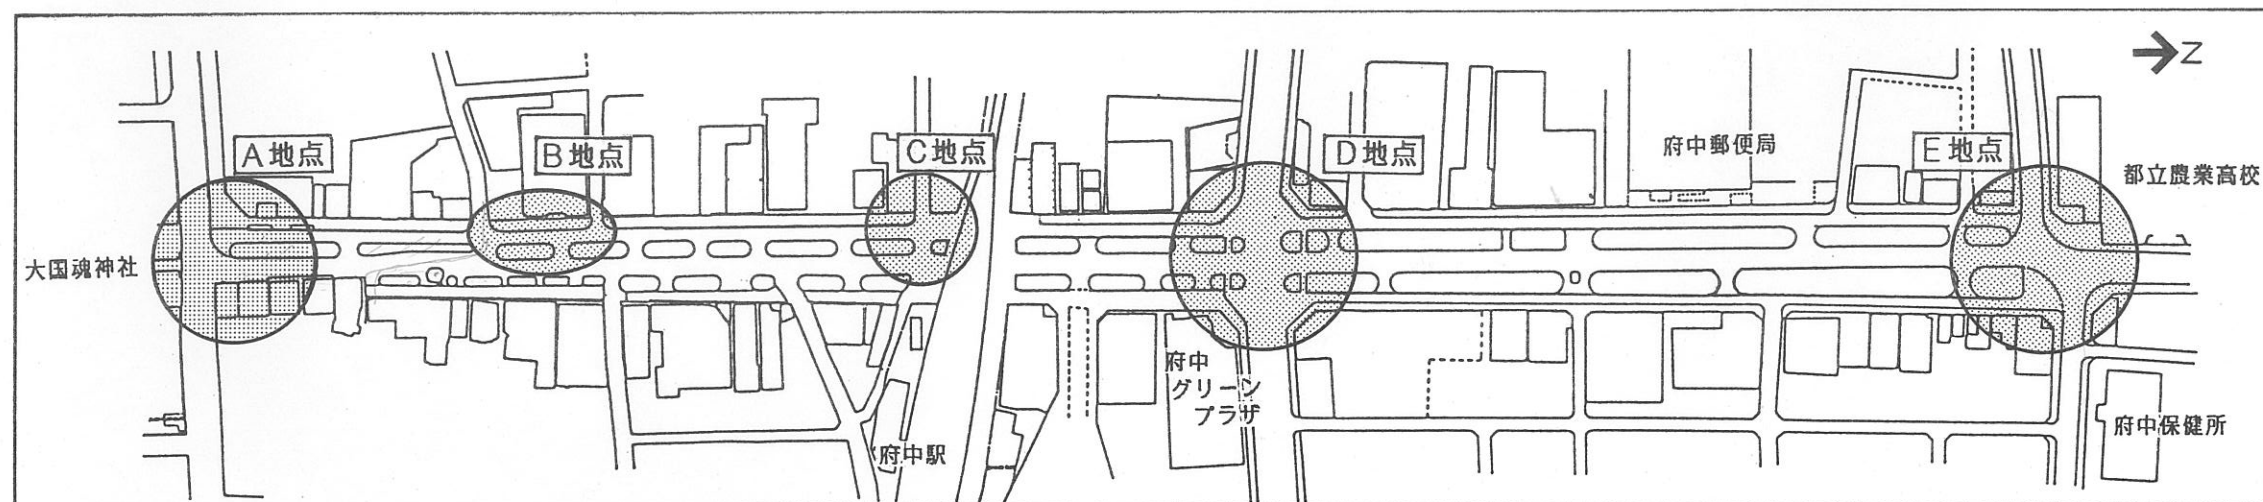 N
A地点
B地点
C地点
D地点
E地点
府中郵便局
都立農業高校
大国魂神社
府中
グリーン
プラザ
府中駅
府中保健所